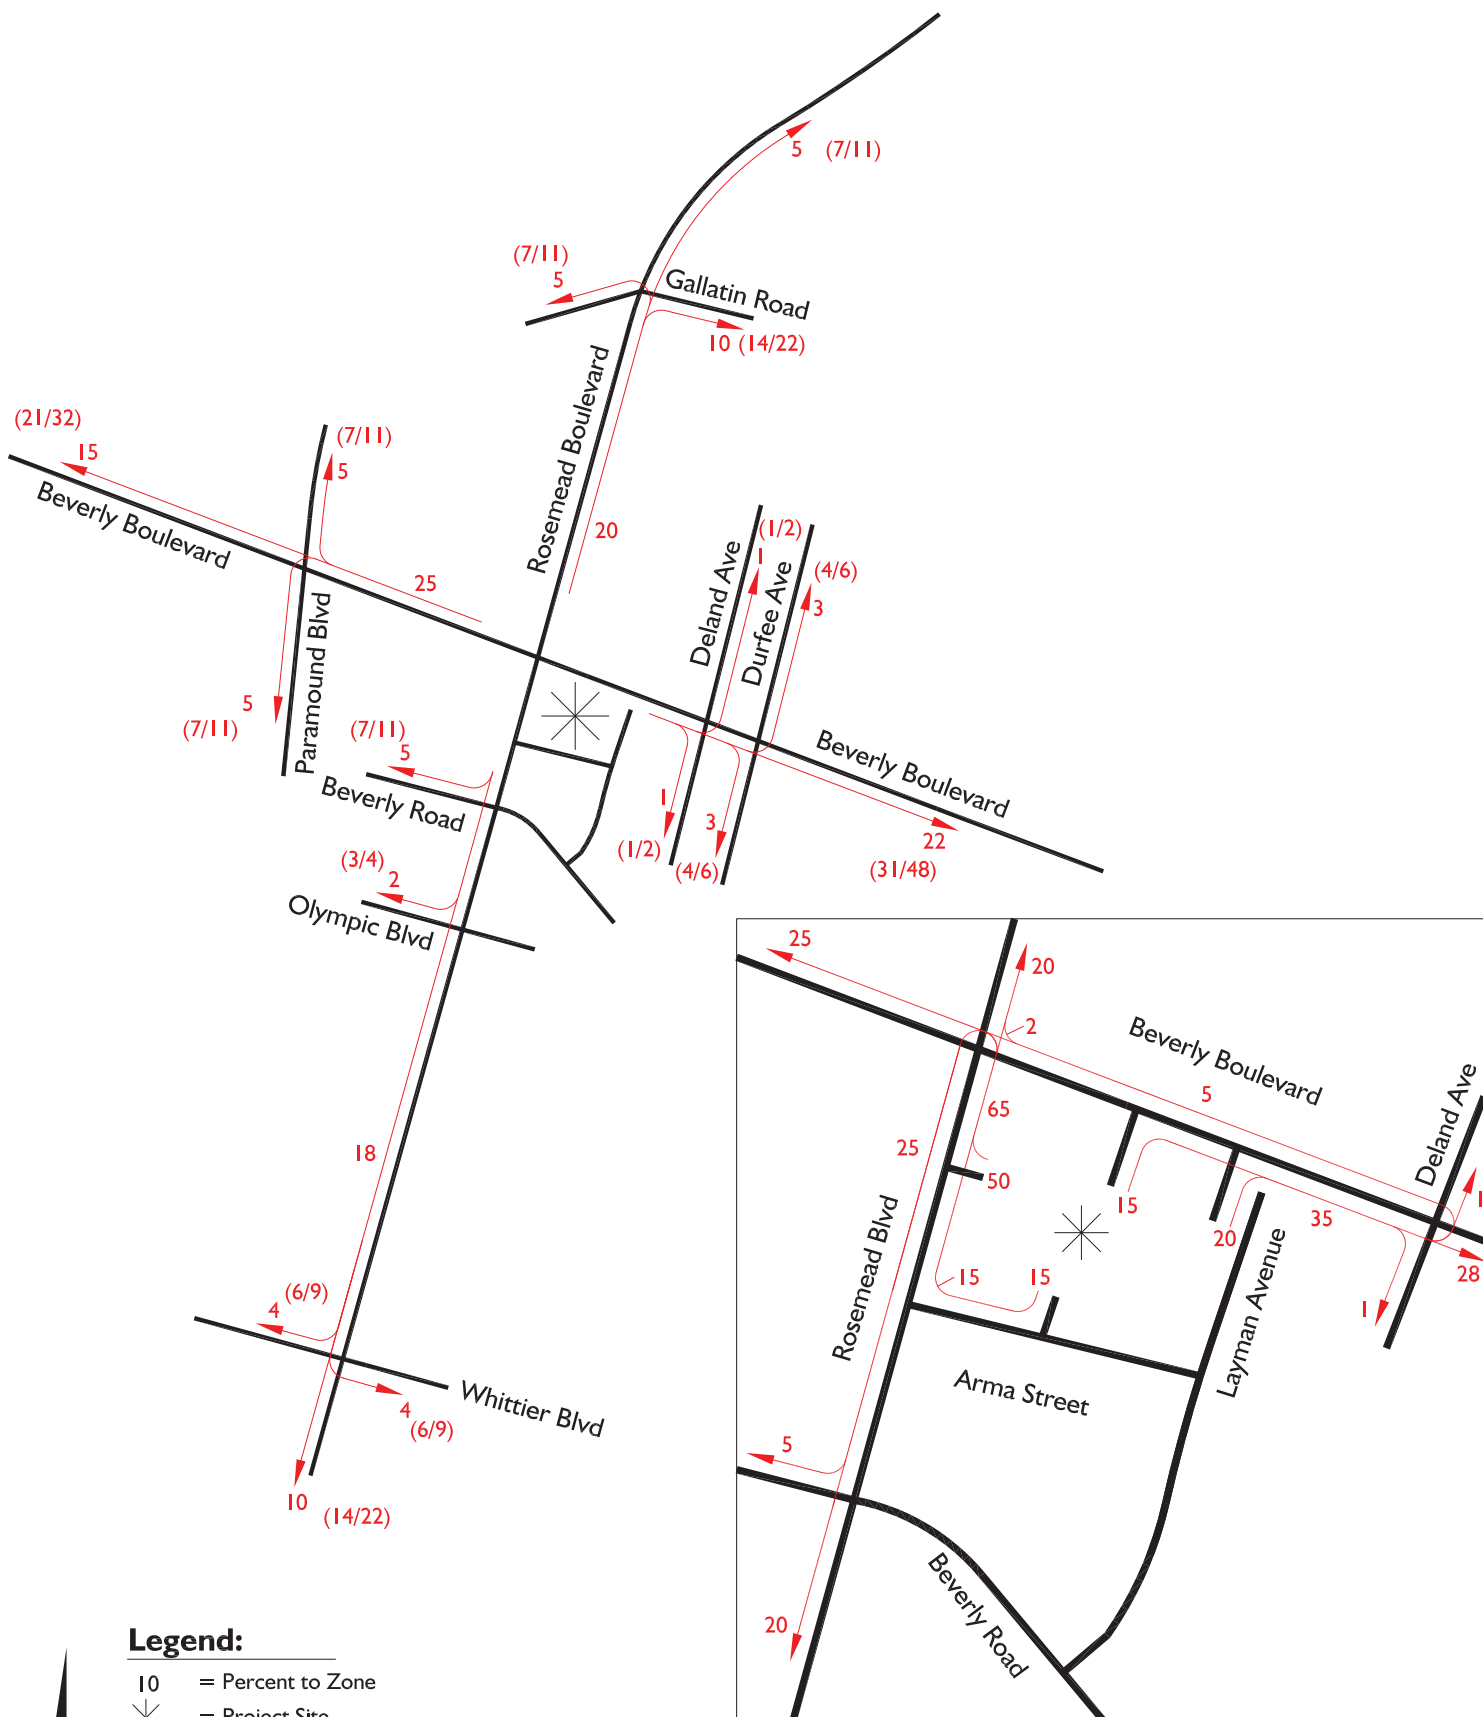 5 (7/11)
(7/11)
5
Gallatin Road
10 (14/22)
Rosemead Boulevard
(21/32)
15
(7/11)
5
Beverly Boulevard
20
25
Deland Ave
(1/2)
1
Durfee Ave
(4/6)
3
Paramound Blvd
5
(7/11)
(7/11)
5
Beverly Road
Beverly Boulevard
1
(1/2)
3
(4/6)
22
(31/48)
(3/4)
2
Olympic Blvd
18
(6/9)
4
Whittier Blvd
4
(6/9)
10 (14/22)
25
20
2
Beverly Boulevard
5
Deland Ave
65
25
50
15
20
35
1
28
1
Rosemead Blvd
15
15
Layman Avenue
Arma Street
5
Beverly Road
20
Legend:
10 = Percent to Zone
= Project Site